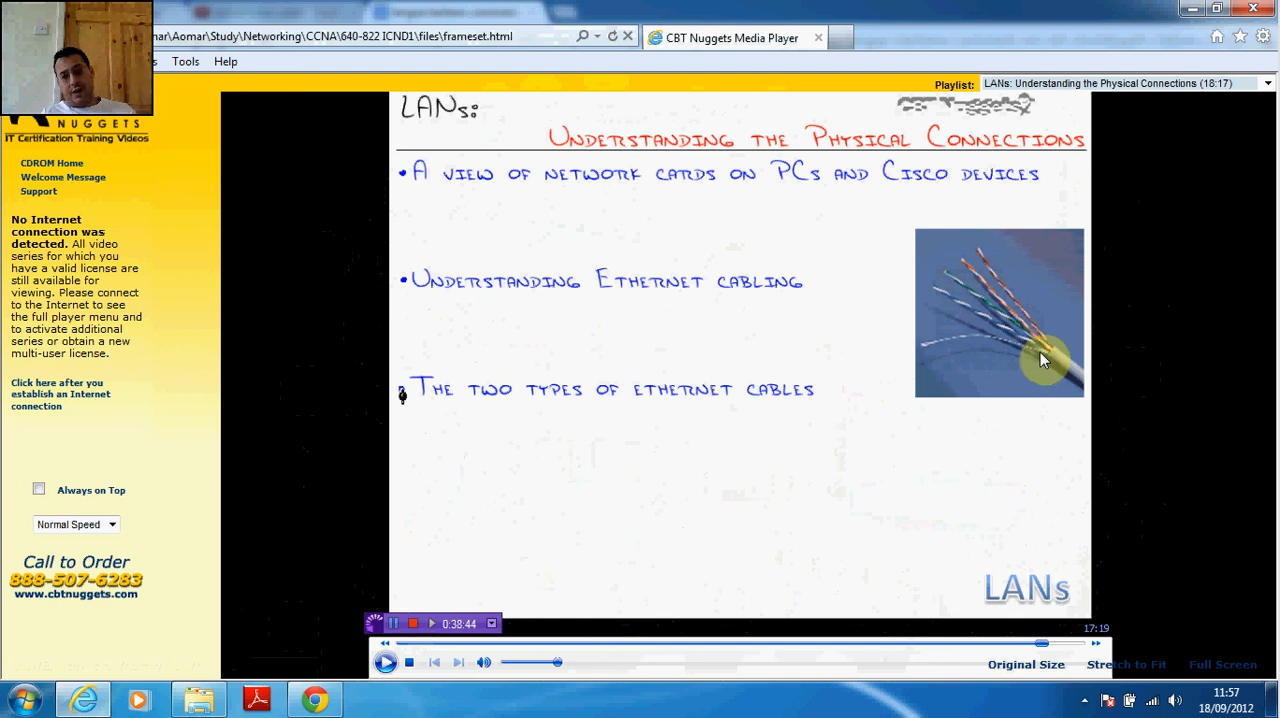 nar\Aomar\Study\Networking\CCNA\640-822 ICND1\files\frameset.html
CBT Nuggets Media Player
Tools
Help
Playlist:
LANs: Understanding the Physical Connections (18:17)
NUGGETS
IT Certification Training Videos
CDROM Home
Welcome Message
Support
No Internet
connection was
detected. All video
series for which you
have a valid license are
still available for
viewing. Please connect
to the Internet to see
the full player menu and
to activate additional
series or obtain a new
multi-user license.
Click here after you
establish an Internet
connection
Always on Top
Normal Speed
Call to Order
888-507-6283
www.cbtnuggets.com
LANs:
Understanding the Physical Connections
• A view of network cards on PCs and Cisco devices
• Understanding Ethernet cabling
• The two types of ethernet cables
LANs
0:38:44
17:19
Original Size
Stretch to Fit
Full Screen
11:57
18/09/2012